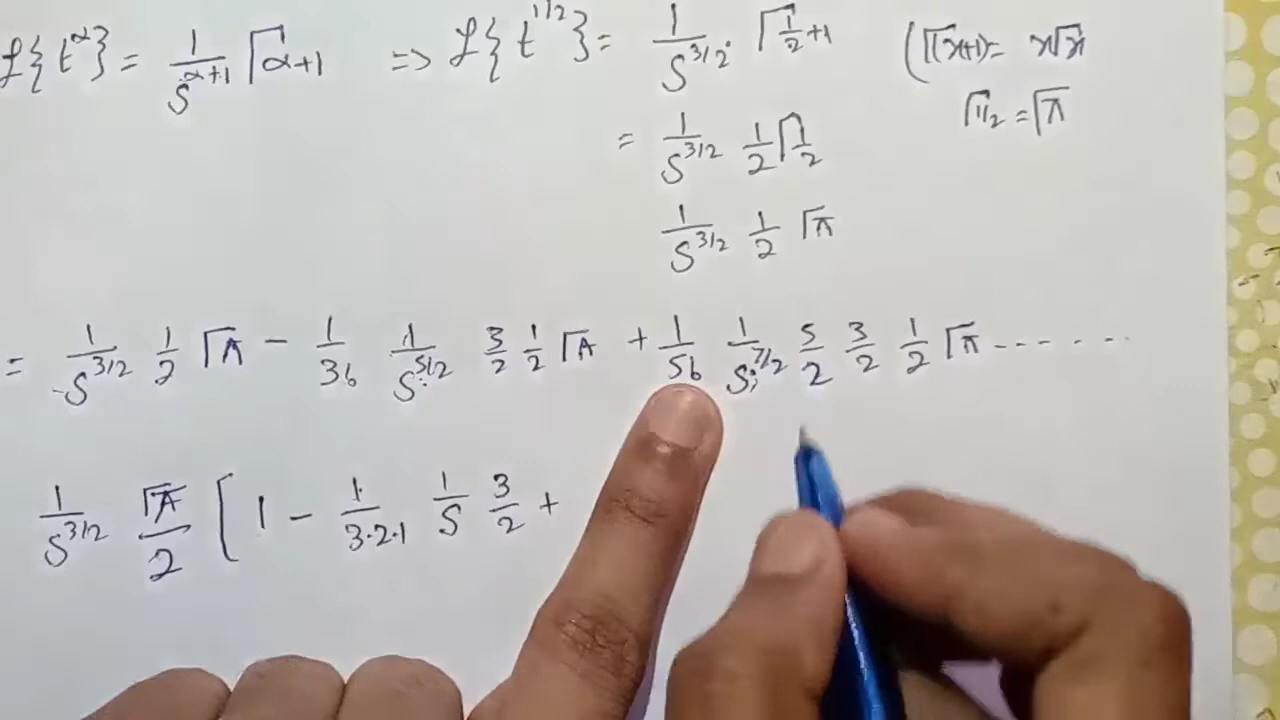 ℒ{t^α} = 1/S^(α+1) Γα+1 ⇒ ℒ{t^1/2} = 1/S^3/2 Γ1/2+1 (Γx+1 = x√x
Γ1/2 = √π
= 1/S^3/2 1/2 Γ1/2
1/S^3/2 1/2 √π
= 1/S^3/2 1/2 √π − 1/3! 1/S^5/2 3/2 1/2 √π + 1/5! 1/S^7/2 5/2 3/2 1/2 √π ------
1/S^3/2 √π/2 [1 − 1/3·2·1 1/S 3/2 +